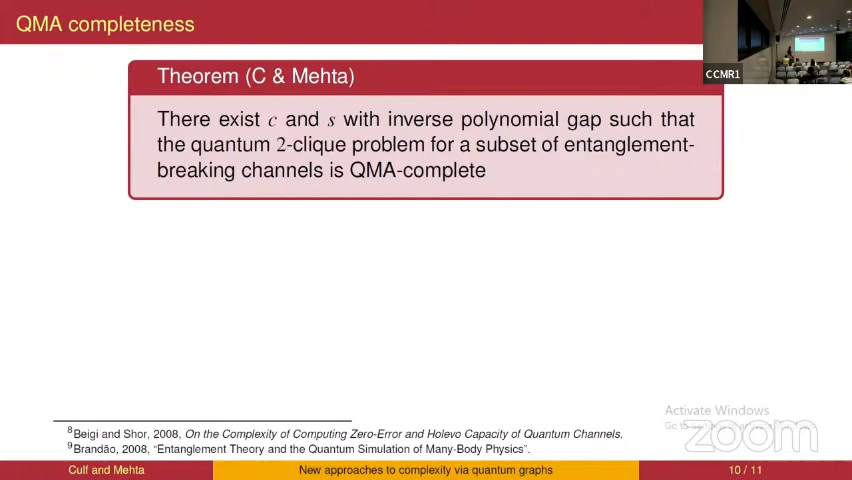 QMA completeness
CCMR1
Theorem (C & Mehta)
There exist c and s with inverse polynomial gap such that
the quantum 2-clique problem for a subset of entanglement-
breaking channels is QMA-complete
8Beigi and Shor, 2008, On the Complexity of Computing Zero-Error and Holevo Capacity of Quantum Channels.
9Brandão, 2008, “Entanglement Theory and the Quantum Simulation of Many-Body Physics”.
Activate Windows
Go to
zoom
Culf and Mehta
New approaches to complexity via quantum graphs
10 / 11